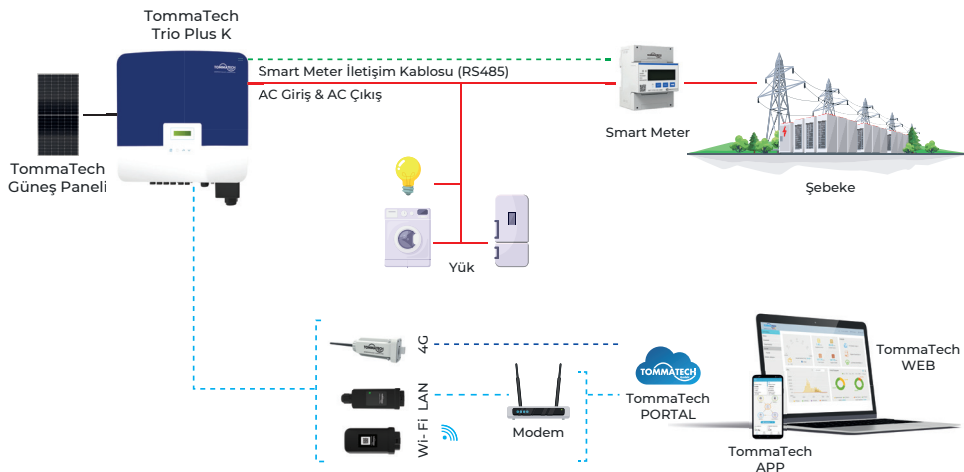 TommaTech
Trio Plus K
Smart Meter İletişim Kablosu (RS485)
AC Giriş & AC Çıkış
Smart Meter
TommaTech
Güneş Paneli
Şebeke
Yük
4G
LAN
Wi-Fi
Modem
TOMMATECH
TommaTech
PORTAL
TommaTech
WEB
TommaTech
APP